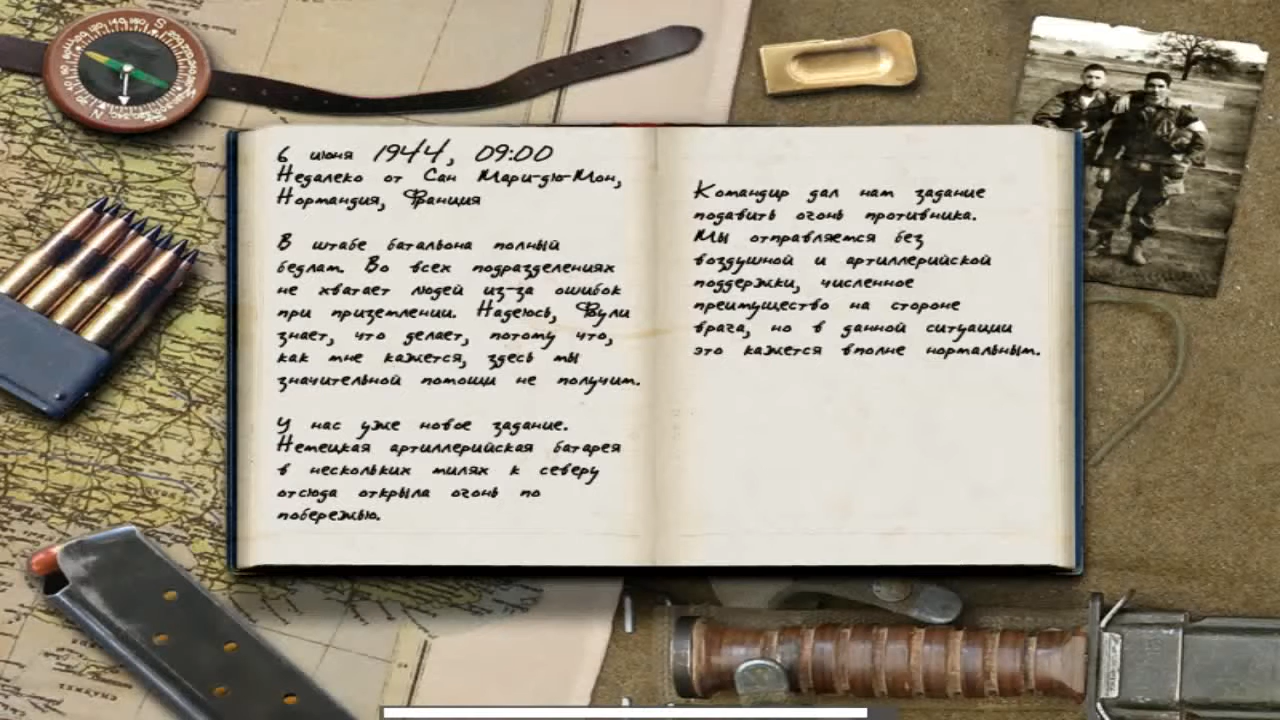 6 июня 1944, 09:00
Недалеко от Сан Мари-дю-Мон,
Нормандия, Франция
В штабе батальона полный
бедлам. Во всех подразделениях
не хватает людей из-за ошибок
при приземлении. Надеюсь, Фоули
знает, что делает, потому что,
как мне кажется, здесь мы
значительной помощи не получим.
У нас уже новое задание.
Немецкая артиллерийская батарея
в нескольких милях к северу
отсюда открыла огонь по
побережью.
Командир дал нам задание
подавить огонь противника.
Мы отправляемся без
воздушной и артиллерийской
поддержки, численное
преимущество на стороне
врага, но в данной ситуации
это кажется вполне нормальным.